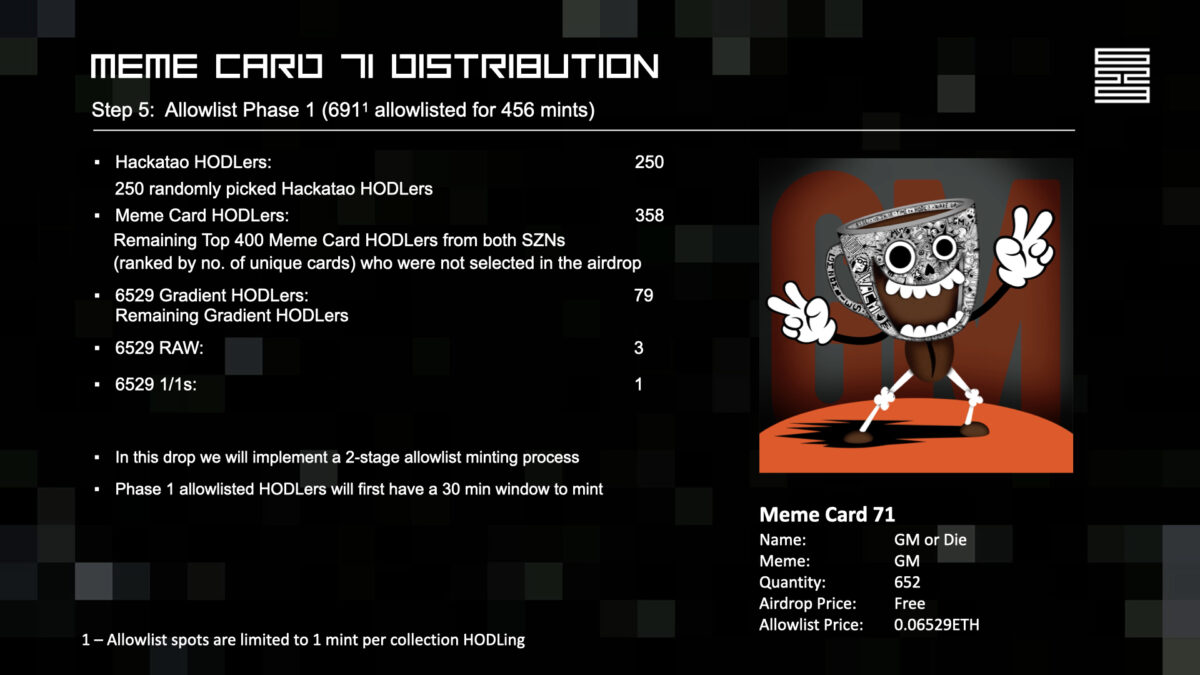 MEME CARD 71 DISTRIBUTION
Step 5: Allowlist Phase 1 (691¹ allowlisted for 456 mints)
▪ Hackatao HODLers: 250
250 randomly picked Hackatao HODLers
▪ Meme Card HODLers: 358
Remaining Top 400 Meme Card HODLers from both SZNs
(ranked by no. of unique cards) who were not selected in the airdrop
▪ 6529 Gradient HODLers: 79
Remaining Gradient HODLers
▪ 6529 RAW: 3
▪ 6529 1/1s: 1
▪ In this drop we will implement a 2-stage allowlist minting process
▪ Phase 1 allowlisted HODLers will first have a 30 min window to mint
1 – Allowlist spots are limited to 1 mint per collection HODLing
GM
Meme Card 71
Name: GM or Die
Meme: GM
Quantity: 652
Airdrop Price: Free
Allowlist Price: 0.06529ETH